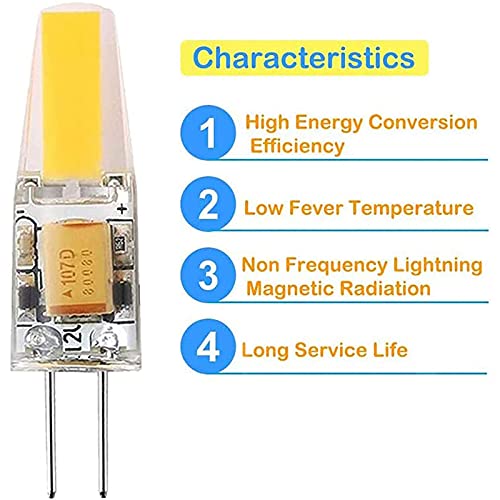 Characteristics
1
High Energy Conversion
Efficiency
2
Low Fever Temperature
3
Non Frequency Lightning
Magnetic Radiation
4
Long Service Life
-
+
107D